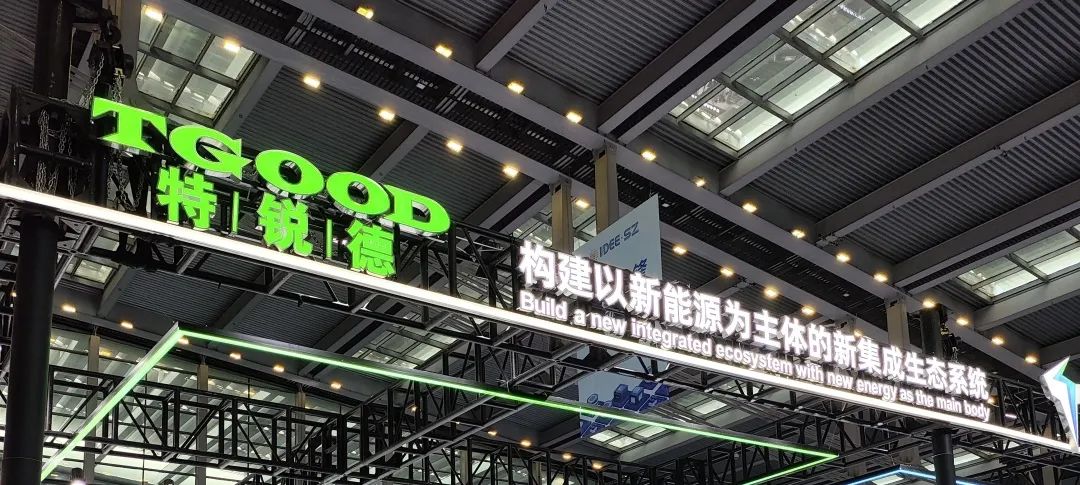 TGOOD
特|锐|德
IDEE·SZ
构建以新能源为主体的新集成生态系统
Build a new integrated ecosystem with new energy as the main body